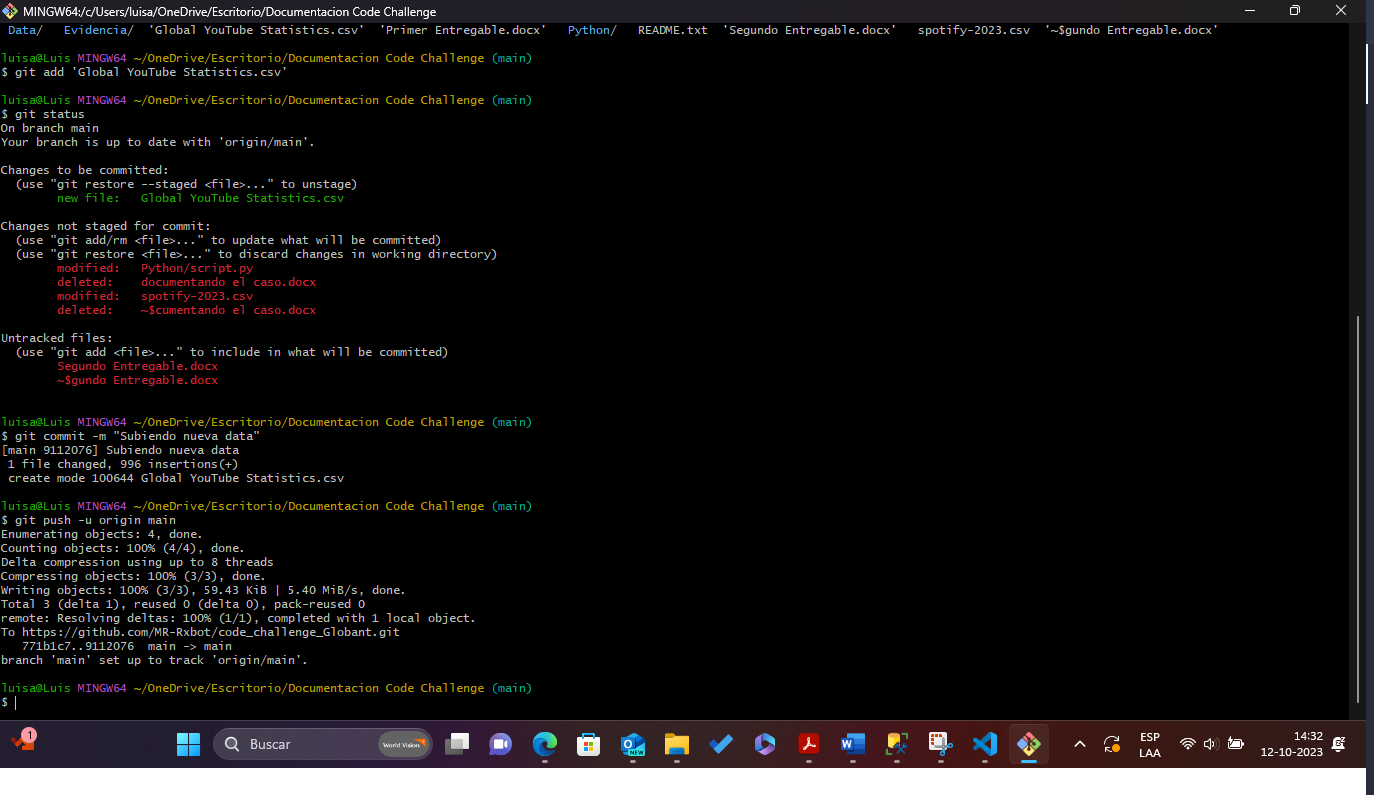 MINGW64:/c/Users/luisa/OneDrive/Escritorio/Documentacion Code Challenge
Data/   Evidencia/  'Global YouTube Statistics.csv'  'Primer Entregable.docx'   Python/   README.txt  'Segundo Entregable.docx'   spotify-2023.csv  '~$gundo Entregable.docx'
luisa@Luis MINGW64 ~/OneDrive/Escritorio/Documentacion Code Challenge (main)
$ git add 'Global YouTube Statistics.csv'
luisa@Luis MINGW64 ~/OneDrive/Escritorio/Documentacion Code Challenge (main)
$ git status
On branch main
Your branch is up to date with 'origin/main'.
Changes to be committed:
  (use "git restore --staged <file>..." to unstage)
        new file:   Global YouTube Statistics.csv
Changes not staged for commit:
  (use "git add/rm <file>..." to update what will be committed)
  (use "git restore <file>..." to discard changes in working directory)
        modified:   Python/script.py
        deleted:    documentando el caso.docx
        modified:   spotify-2023.csv
        deleted:    ~$cumentando el caso.docx
Untracked files:
  (use "git add <file>..." to include in what will be committed)
        Segundo Entregable.docx
        ~$gundo Entregable.docx
luisa@Luis MINGW64 ~/OneDrive/Escritorio/Documentacion Code Challenge (main)
$ git commit -m "Subiendo nueva data"
[main 9112076] Subiendo nueva data
 1 file changed, 996 insertions(+)
 create mode 100644 Global YouTube Statistics.csv
luisa@Luis MINGW64 ~/OneDrive/Escritorio/Documentacion Code Challenge (main)
$ git push -u origin main
Enumerating objects: 4, done.
Counting objects: 100% (4/4), done.
Delta compression using up to 8 threads
Compressing objects: 100% (3/3), done.
Writing objects: 100% (3/3), 59.43 KiB | 5.40 MiB/s, done.
Total 3 (delta 1), reused 0 (delta 0), pack-reused 0
remote: Resolving deltas: 100% (1/1), completed with 1 local object.
To https://github.com/MR-Rxbot/code_challenge_Globant.git
   771b1c7..9112076  main -> main
branch 'main' set up to track 'origin/main'.
luisa@Luis MINGW64 ~/OneDrive/Escritorio/Documentacion Code Challenge (main)
$
1
Buscar
World Vision
NEW
ESP
LAA
14:32
12-10-2023